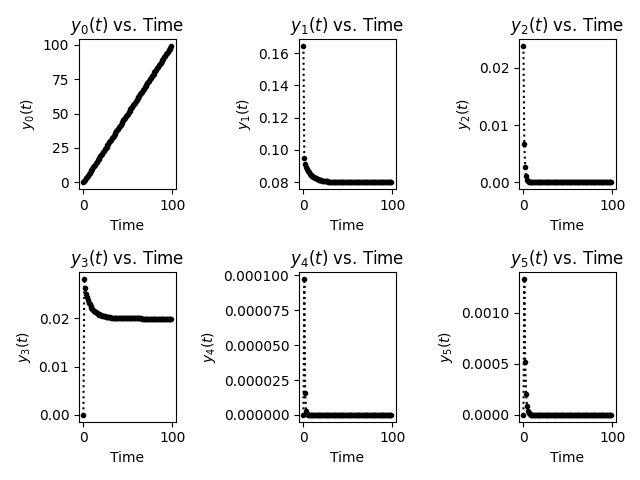 y₀(t) vs. Time
y₁(t) vs. Time
y₂(t) vs. Time
100
75
50
25
0
y₀(t)
0
100
Time
0.16
0.14
0.12
0.10
0.08
y₁(t)
0
100
Time
0.02
0.01
0.00
y₂(t)
0
100
Time
y₃(t) vs. Time
y₄(t) vs. Time
y₅(t) vs. Time
0.02
0.01
0.00
y₃(t)
0
100
Time
0.000100
0.000075
0.000050
0.000025
0.000000
y₄(t)
0
100
Time
0.0010
0.0005
0.0000
y₅(t)
0
100
Time